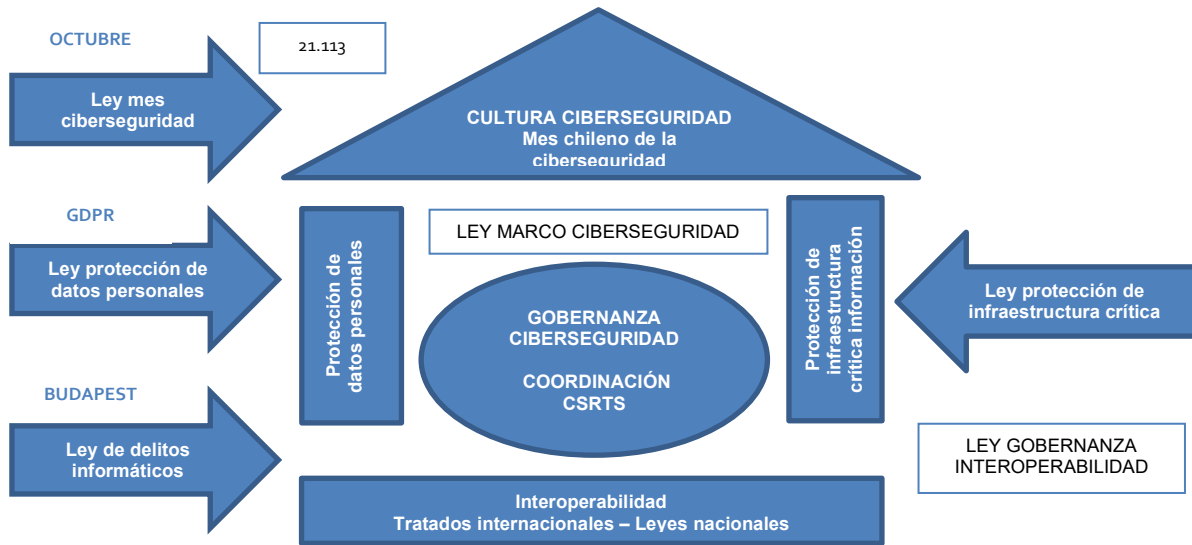 OCTUBRE
21.113
Ley mes
ciberseguridad
CULTURA CIBERSEGURIDAD
Mes chileno de la
ciberseguridad
GDPR
Ley protección de
datos personales
Protección de
datos personales
LEY MARCO CIBERSEGURIDAD
GOBERNANZA
CIBERSEGURIDAD
COORDINACIÓN
CSRTS
Protección de
infraestructura
crítica información
Ley protección de
infraestructura crítica
BUDAPEST
Ley de delitos
informáticos
LEY GOBERNANZA
INTEROPERABILIDAD
Interoperabilidad
Tratados internacionales – Leyes nacionales